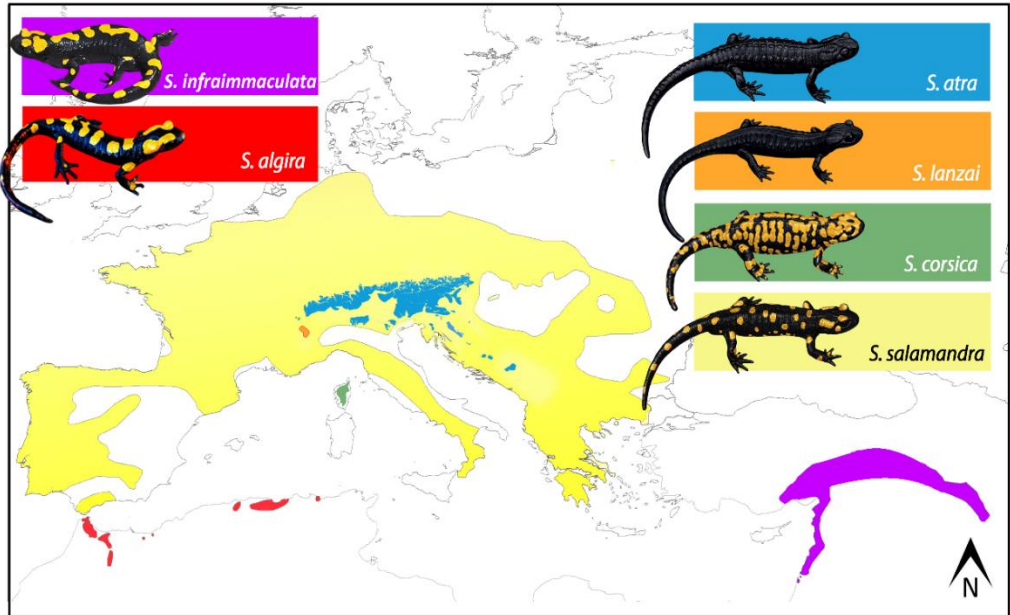 S. infraimmaculata
S. algira
S. atra
S. lanzai
S. corsica
S. salamandra
N